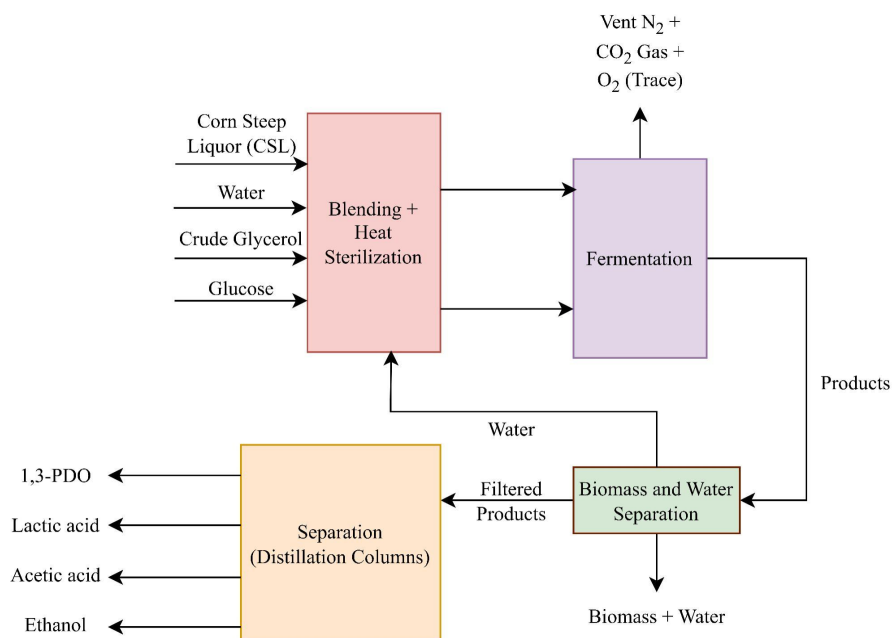 Vent N₂ +
CO₂ Gas +
O₂ (Trace)
Corn Steep
Liquor (CSL)
Water
Crude Glycerol
Glucose
Blending +
Heat
Sterilization
Fermentation
Products
Water
1,3-PDO
Lactic acid
Acetic acid
Ethanol
Separation
(Distillation Columns)
Filtered
Products
Biomass and Water
Separation
Biomass + Water